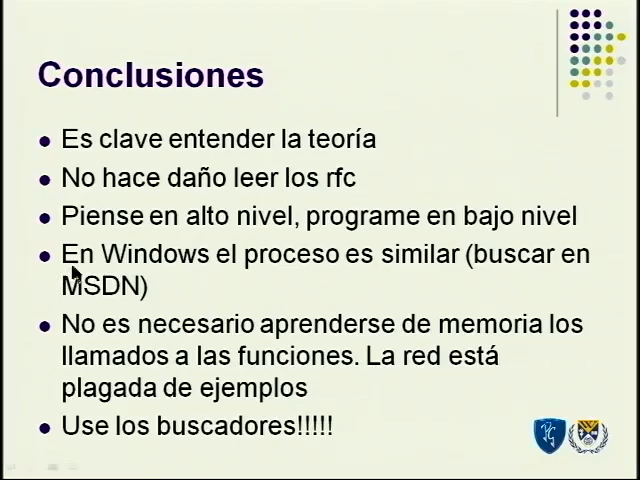 Conclusiones
Es clave entender la teoría
No hace daño leer los rfc
Piense en alto nivel, programe en bajo nivel
En Windows el proceso es similar (buscar en
MSDN)
No es necesario aprenderse de memoria los
llamados a las funciones. La red está
plagada de ejemplos
Use los buscadores!!!!!